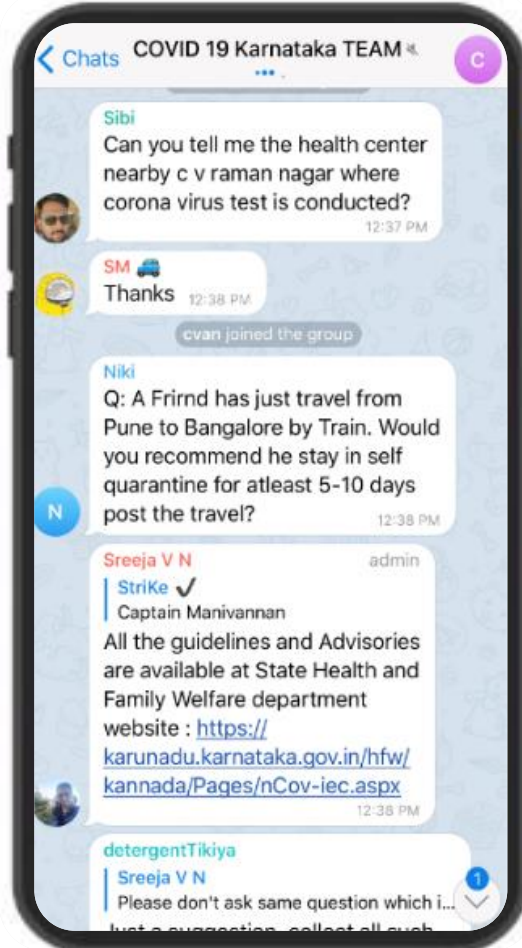 Chats
COVID 19 Karnataka TEAM
C
Sibi
Can you tell me the health center
nearby c v raman nagar where
corona virus test is conducted?
12:37 PM
SM
Thanks 12:38 PM
cvan joined the group
Niki
Q: A Frirnd has just travel from
Pune to Bangalore by Train. Would
you recommend he stay in self
quarantine for atleast 5-10 days
post the travel?
12:38 PM
N
Sreeja V N admin
StriKe ✓
Captain Manivannan
All the guidelines and Advisories
are available at State Health and
Family Welfare department
website : https://
karunadu.karnataka.gov.in/hfw/
kannada/Pages/nCov-iec.aspx
12:38 PM
detergentTikiya
Sreeja V N
Please don't ask same question which i...
1
Just a suggestion, collect all such